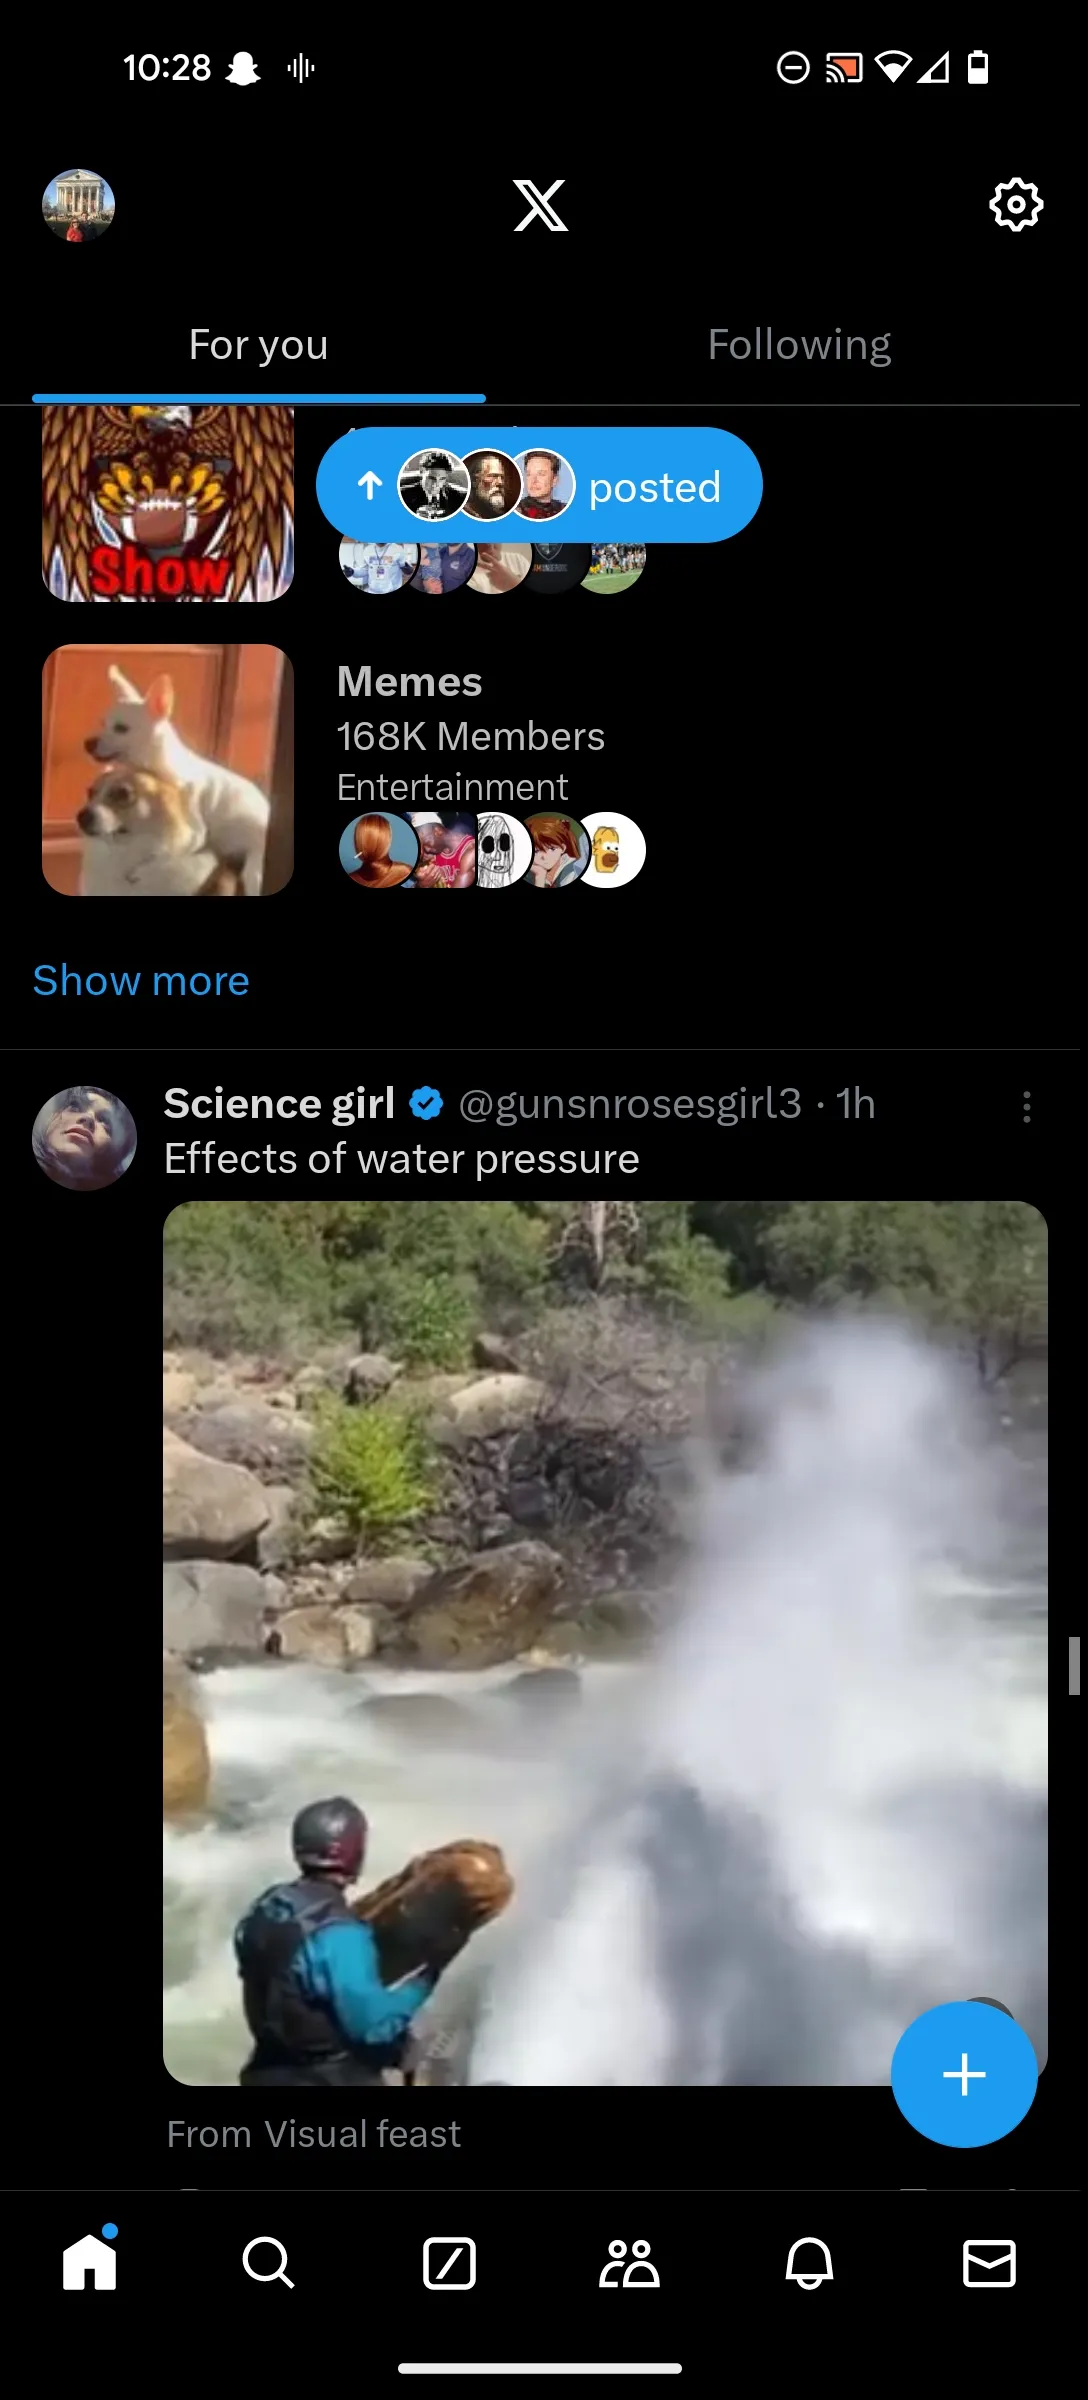 10:28
For you
Following
posted
Show
Memes
168K Members
Entertainment
Show more
Science girl @gunsnrosesgirl3 · 1h
Effects of water pressure
From Visual feast